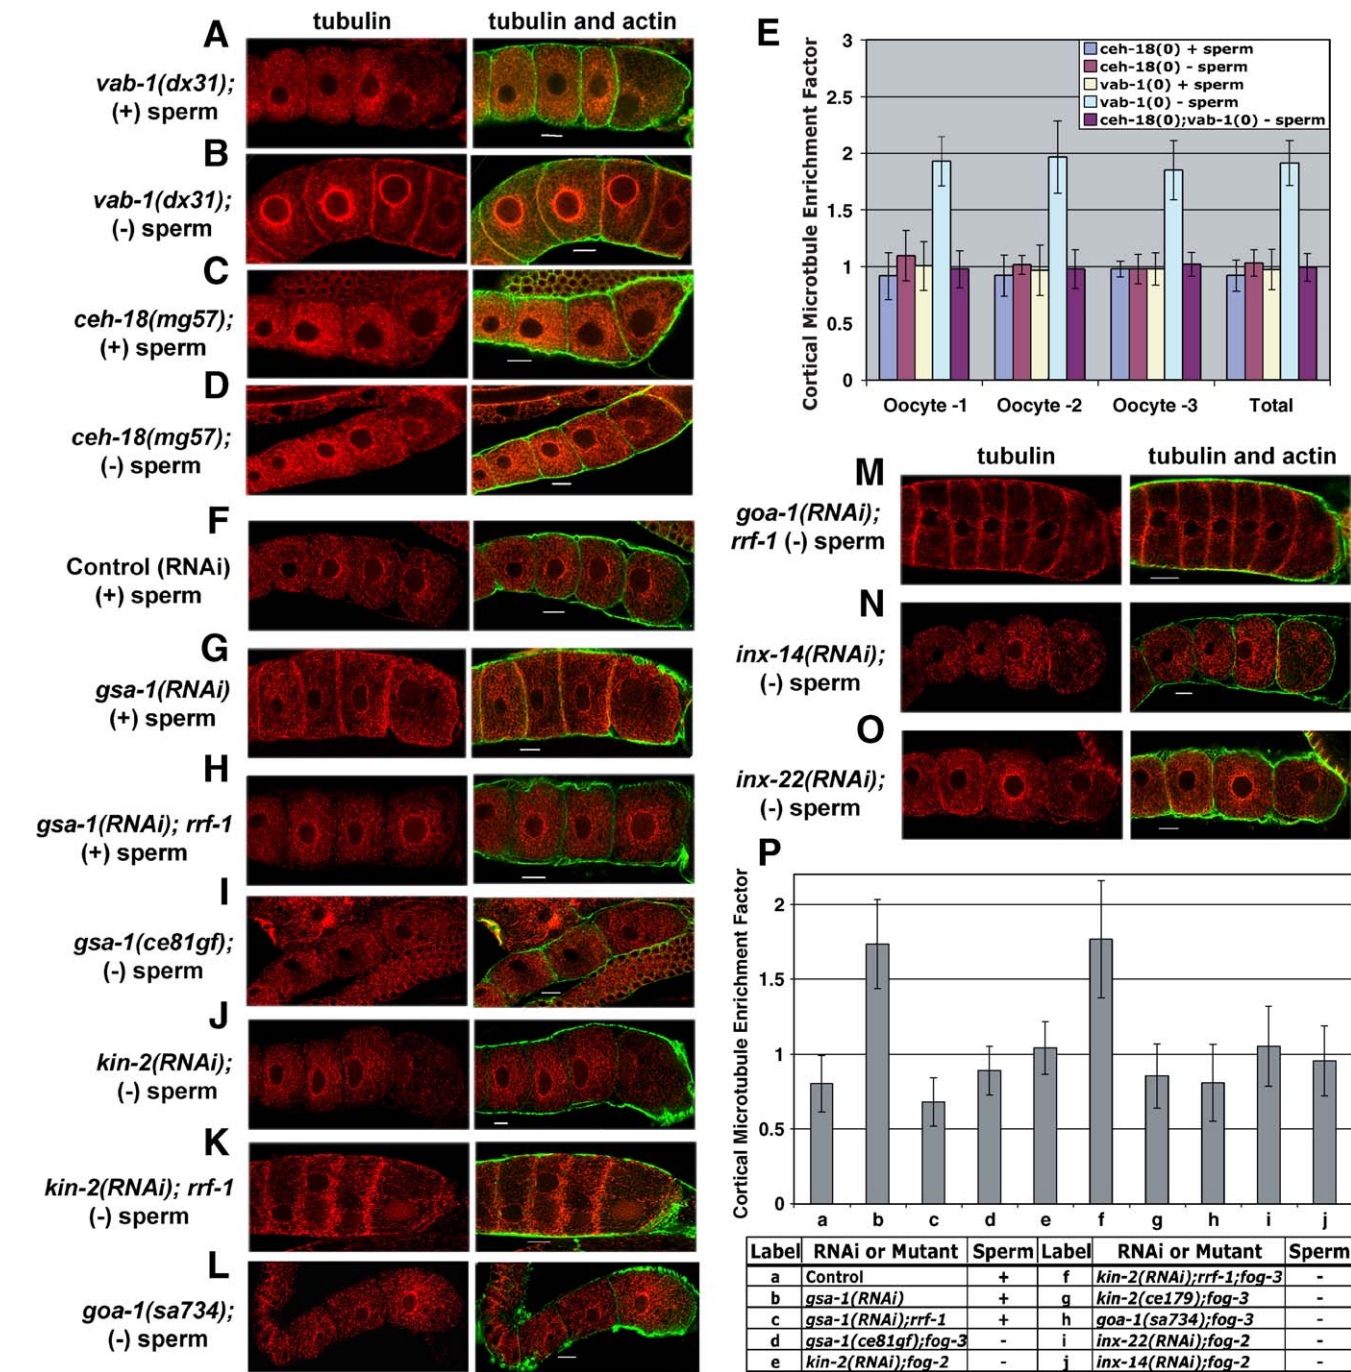 tubulin
tubulin and actin
A
vab-1(dx31);
(+) sperm
B
vab-1(dx31);
(-) sperm
C
ceh-18(mg57);
(+) sperm
D
ceh-18(mg57);
(-) sperm
E
3
2.5
2
1.5
1
0.5
0
Cortical Microtbule Enrichment Factor
ceh-18(0) + sperm
ceh-18(0) - sperm
vab-1(0) + sperm
vab-1(0) - sperm
ceh-18(0);vab-1(0) - sperm
Oocyte -1
Oocyte -2
Oocyte -3
Total
F
Control (RNAi)
(+) sperm
G
gsa-1(RNAi)
(+) sperm
H
gsa-1(RNAi); rrf-1
(+) sperm
I
gsa-1(ce81gf);
(-) sperm
J
kin-2(RNAi);
(-) sperm
K
kin-2(RNAi); rrf-1
(-) sperm
L
goa-1(sa734);
(-) sperm
tubulin
tubulin and actin
M
goa-1(RNAi);
rrf-1 (-) sperm
N
inx-14(RNAi);
(-) sperm
O
inx-22(RNAi);
(-) sperm
P
Cortical Microtubule Enrichment Factor
2
1.5
1
0.5
0
a b c d e f g h i j
Label RNAi or Mutant Sperm Label RNAi or Mutant Sperm
a Control + f kin-2(RNAi);rrf-1;fog-3 -
b gsa-1(RNAi) + g kin-2(ce179);fog-3 -
c gsa-1(RNAi);rrf-1 + h goa-1(sa734);fog-3 -
d gsa-1(ce81gf);fog-3 - i inx-22(RNAi);fog-2 -
e kin-2(RNAi);fog-2 - j inx-14(RNAi);fog-2 -